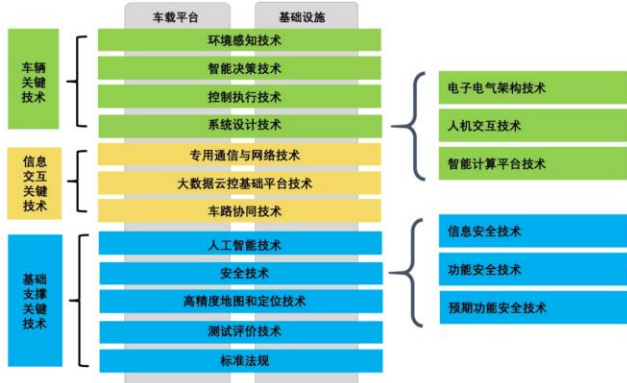 车载平台
基础设施
车辆
关键
技术
环境感知技术
智能决策技术
控制执行技术
系统设计技术
电子电气架构技术
人机交互技术
智能计算平台技术
信息
交互
关键
技术
专用通信与网络技术
大数据云控基础平台技术
车路协同技术
基础
支撑
关键
技术
人工智能技术
安全技术
高精度地图和定位技术
测试评价技术
标准法规
信息安全技术
功能安全技术
预期功能安全技术